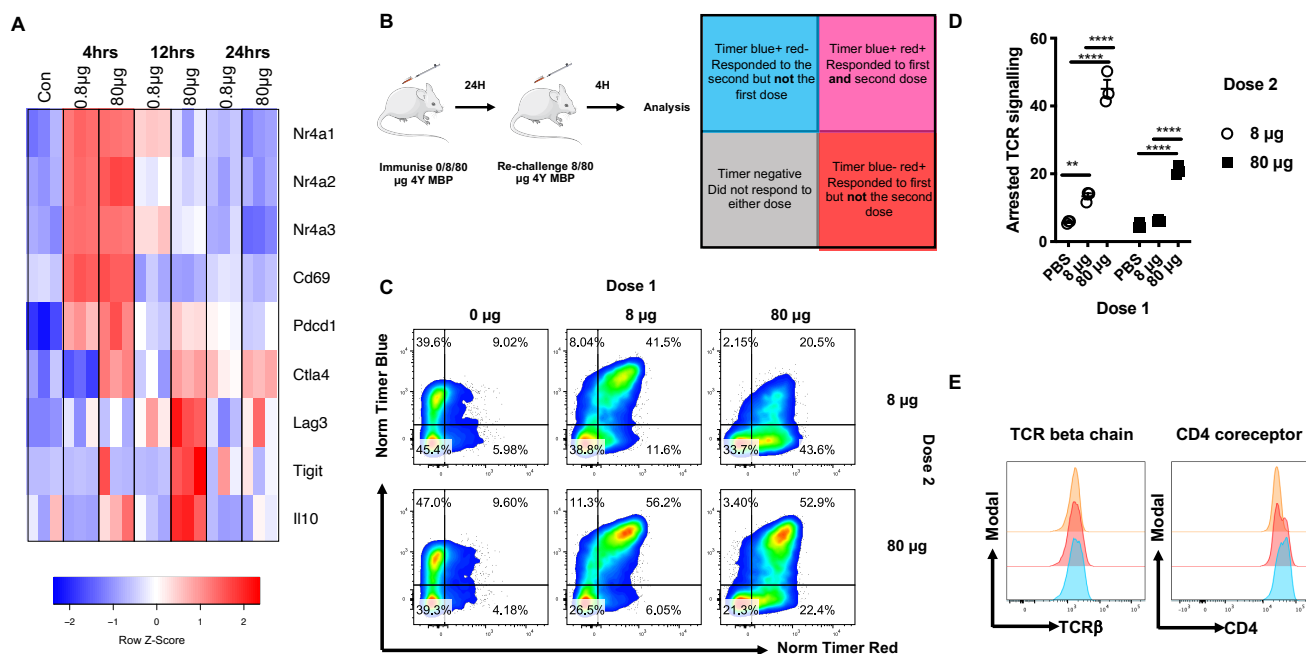 A
4hrs
12hrs
24hrs
Con
0.8µg
80µg
0.8µg
80µg
0.8µg
80µg
Nr4a1
Nr4a2
Nr4a3
Cd69
Pdcd1
Ctla4
Lag3
Tigit
Il10
-2
-1
0
1
2
Row Z-Score
B
24H
4H
Analysis
Immunise 0/8/80
µg 4Y MBP
Re-challenge 8/80
µg 4Y MBP
Timer blue+ red-
Responded to the
second but not the
first dose
Timer blue+ red+
Responded to first
and second dose
Timer negative
Did not respond to
either dose
Timer blue- red+
Responded to first
but not the second
dose
C
Dose 1
0 µg
8 µg
80 µg
Norm Timer Blue
39.6%
9.02%
45.4%
5.98%
8.04%
41.5%
38.8%
11.6%
2.15%
20.5%
33.7%
43.6%
8 µg
Dose 2
47.0%
9.60%
39.3%
4.18%
11.3%
56.2%
26.5%
6.05%
3.40%
52.9%
21.3%
22.4%
80 µg
Norm Timer Red
D
Arrested TCR signalling
60
40
20
0
**
****
****
****
****
PBS
8 µg
80 µg
PBS
8 µg
80 µg
Dose 1
Dose 2
8 µg
80 µg
E
TCR beta chain
CD4 coreceptor
Modal
Modal
0
10³
10⁴
10⁵
0
10³
10⁴
10⁵
TCRβ
CD4